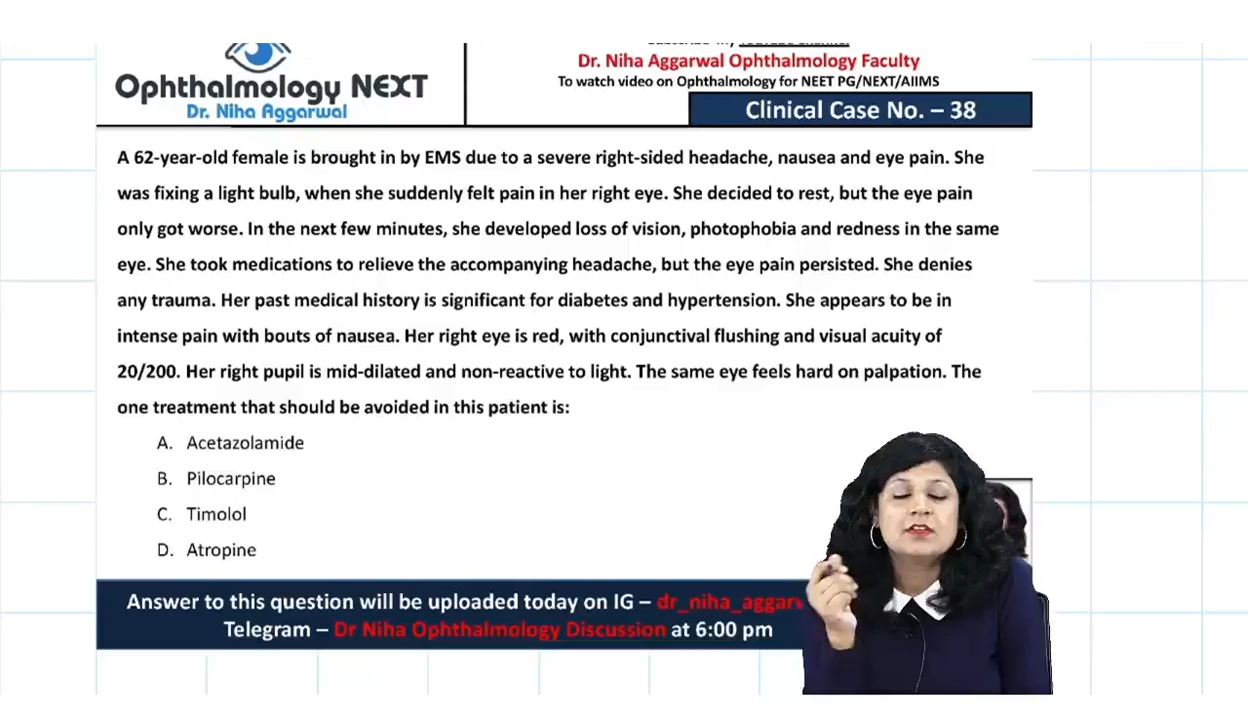 Ophthalmology NEXT
Dr. Niha Aggarwal
Dr. Niha Aggarwal Ophthalmology Faculty
To watch video on Ophthalmology for NEET PG/NEXT/AIIMS
Clinical Case No. – 38
A 62-year-old female is brought in by EMS due to a severe right-sided headache, nausea and eye pain. She
was fixing a light bulb, when she suddenly felt pain in her right eye. She decided to rest, but the eye pain
only got worse. In the next few minutes, she developed loss of vision, photophobia and redness in the same
eye. She took medications to relieve the accompanying headache, but the eye pain persisted. She denies
any trauma. Her past medical history is significant for diabetes and hypertension. She appears to be in
intense pain with bouts of nausea. Her right eye is red, with conjunctival flushing and visual acuity of
20/200. Her right pupil is mid-dilated and non-reactive to light. The same eye feels hard on palpation. The
one treatment that should be avoided in this patient is:
A. Acetazolamide
B. Pilocarpine
C. Timolol
D. Atropine
Answer to this question will be uploaded today on IG – dr_niha_aggarw
Telegram – Dr Niha Ophthalmology Discussion at 6:00 pm